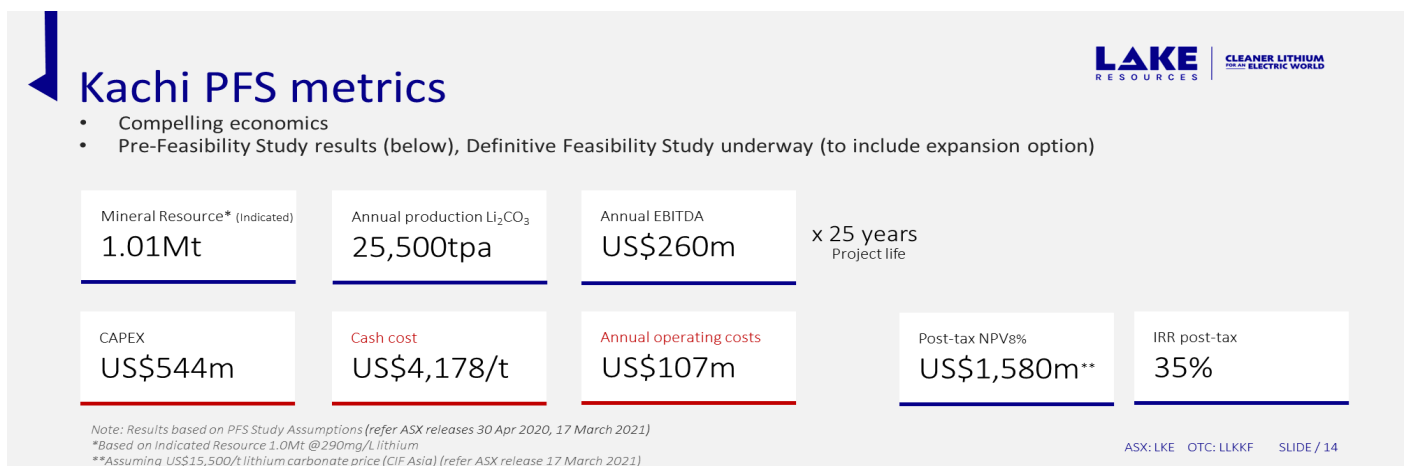 Kachi PFS metrics
LAKE
RESOURCES
CLEANER LITHIUM
FOR AN ELECTRIC WORLD
• Compelling economics
• Pre-Feasibility Study results (below), Definitive Feasibility Study underway (to include expansion option)
Mineral Resource* (Indicated)
1.01Mt
Annual production Li₂CO₃
25,500tpa
Annual EBITDA
US$260m
x 25 years
Project life
CAPEX
US$544m
Cash cost
US$4,178/t
Annual operating costs
US$107m
Post-tax NPV8%
US$1,580m**
IRR post-tax
35%
Note: Results based on PFS Study Assumptions (refer ASX releases 30 Apr 2020, 17 March 2021)
*Based on Indicated Resource 1.0Mt @290mg/L lithium
**Assuming US$15,500/t lithium carbonate price (CIF Asia) (refer ASX release 17 March 2021)
ASX: LKE OTC: LLKKF SLIDE / 14